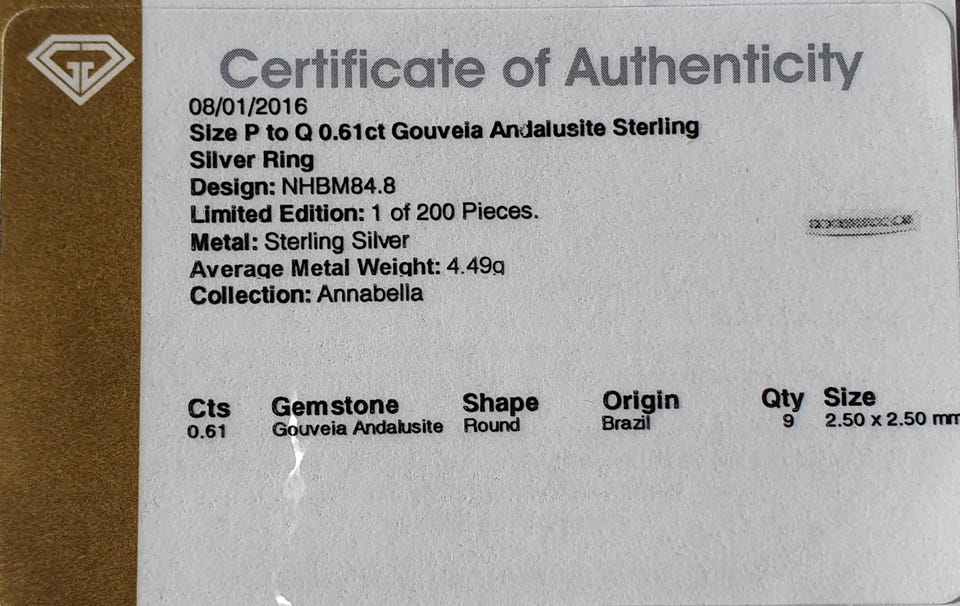 Certificate of Authenticity
08/01/2016
Size P to Q 0.61ct Gouveia Andalusite Sterling
Silver Ring
Design: NHBM84.8
Limited Edition: 1 of 200 Pieces.
Metal: Sterling Silver
Average Metal Weight: 4.49g
Collection: Annabella
Cts Gemstone Shape Origin Qty Size
0.61 Gouveia Andalusite Round Brazil 9 2.50 x 2.50 mm